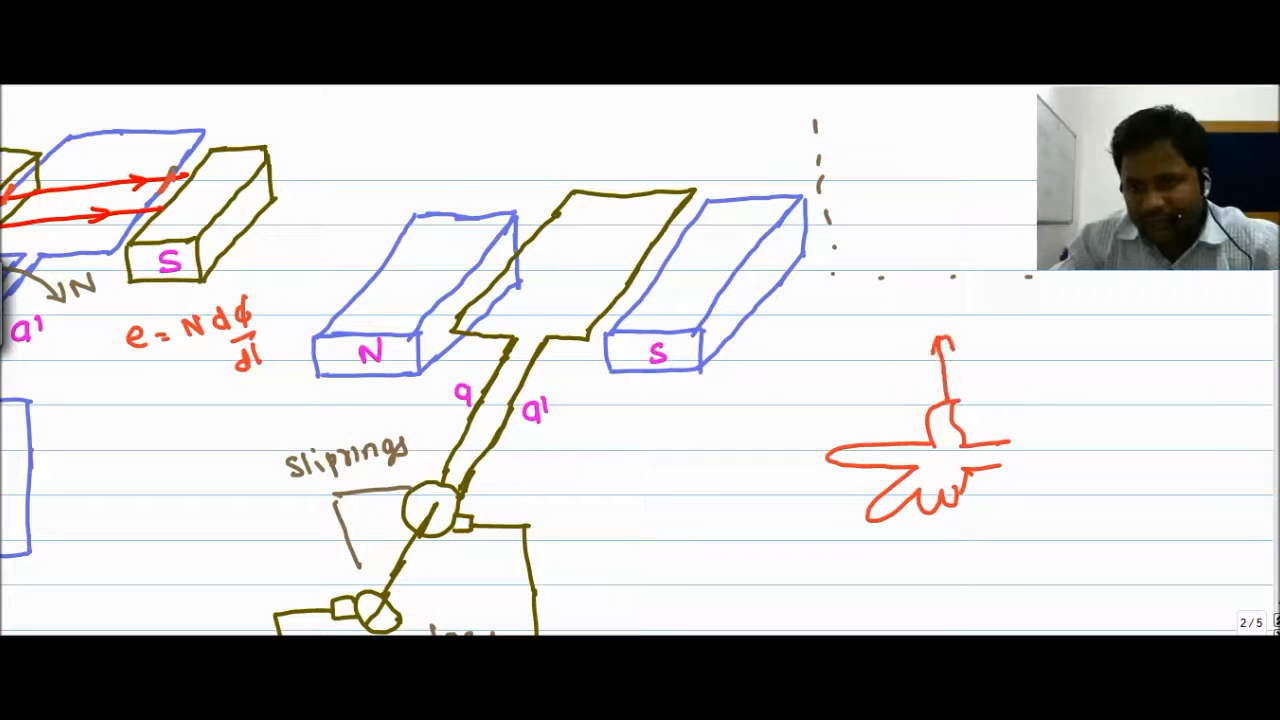 N
S
a'
e = N dφ/dt
N
S
a
a'
sliprings
2/5